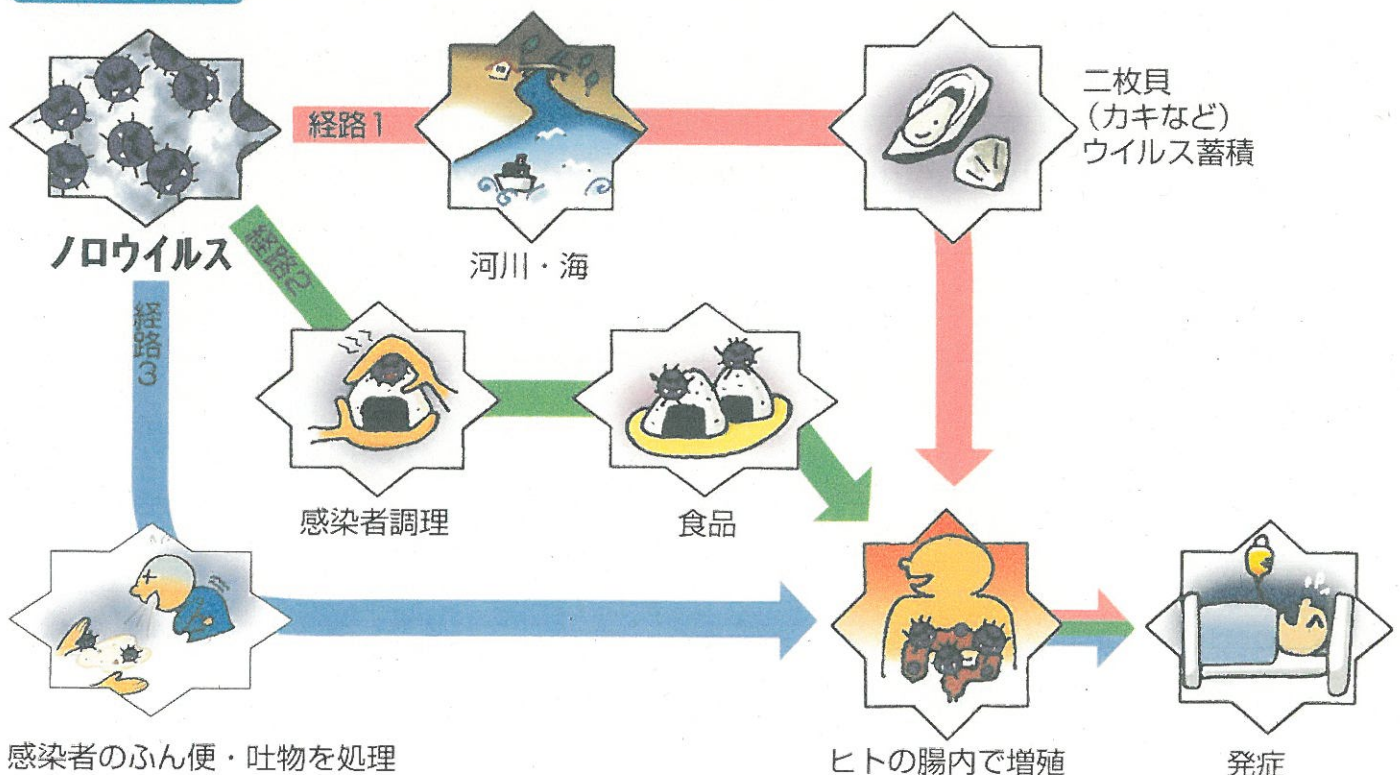 経路1
二枚貝
（カキなど）
ウイルス蓄積
ノロウイルス
経路2
河川・海
経路3
感染者調理
食品
感染者のふん便・吐物を処理
ヒトの腸内で増殖
発症